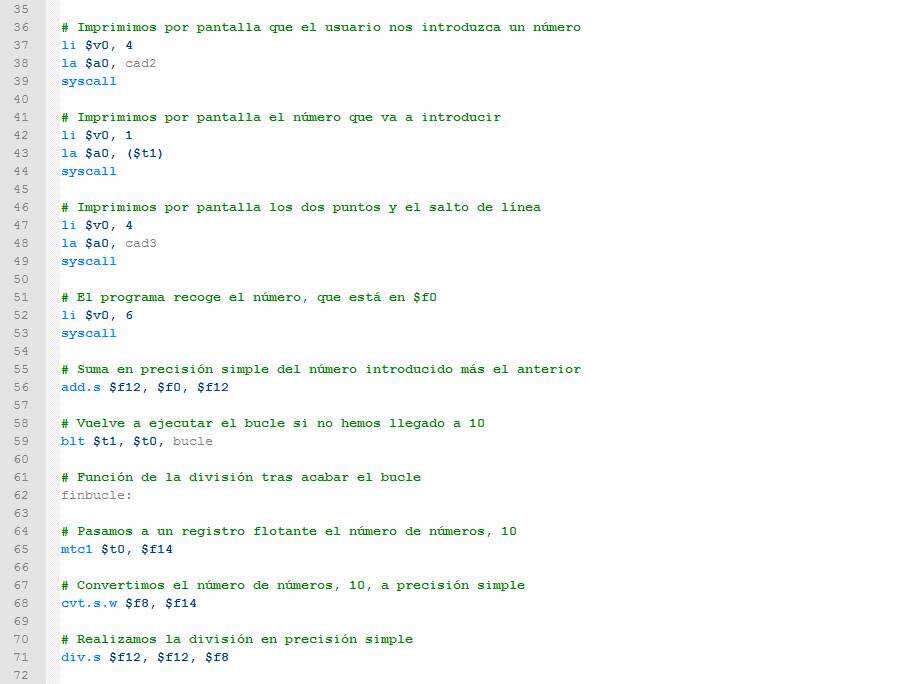 35
36 # Imprimimos por pantalla que el usuario nos introduzca un número
37 li $v0, 4
38 la $a0, cad2
39 syscall
40
41 # Imprimimos por pantalla el número que va a introducir
42 li $v0, 1
43 la $a0, ($t1)
44 syscall
45
46 # Imprimimos por pantalla los dos puntos y el salto de línea
47 li $v0, 4
48 la $a0, cad3
49 syscall
50
51 # El programa recoge el número, que está en $f0
52 li $v0, 6
53 syscall
54
55 # Suma en precisión simple del número introducido más el anterior
56 add.s $f12, $f0, $f12
57
58 # Vuelve a ejecutar el bucle si no hemos llegado a 10
59 blt $t1, $t0, bucle
60
61 # Función de la división tras acabar el bucle
62 finbucle:
63
64 # Pasamos a un registro flotante el número de números, 10
65 mtc1 $t0, $f14
66
67 # Convertimos el número de números, 10, a precisión simple
68 cvt.s.w $f8, $f14
69
70 # Realizamos la división en precisión simple
71 div.s $f12, $f12, $f8
72